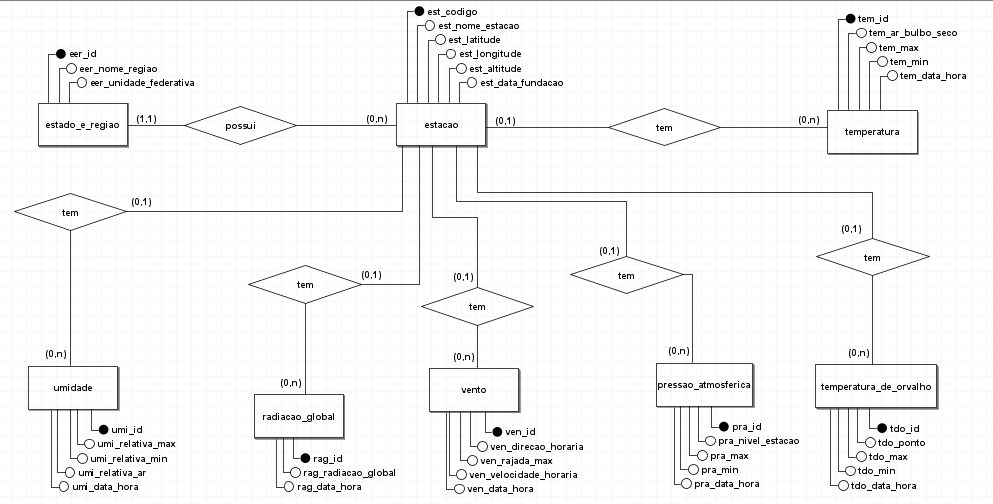 est_codigo
est_nome_estacao
est_latitude
est_longitude
est_altitude
est_data_fundacao
eer_id
eer_nome_regiao
eer_unidade_federativa
tem_id
tem_ar_bulbo_seco
tem_max
tem_min
tem_data_hora
estado_e_regiao
(1,1)
possui
(0,n)
estacao
(0,1)
tem
(0,n)
temperatura
tem
(0,1)
tem
(0,1)
(0,1)
tem
(0,1)
tem
(0,1)
tem
(0,n)
umidade
(0,n)
radiacao_global
(0,n)
vento
(0,n)
pressao_atmosferica
(0,n)
temperatura_de_orvalho
umi_id
umi_relativa_max
umi_relativa_min
umi_relativa_ar
umi_data_hora
rag_id
rag_radiacao_global
rag_data_hora
ven_id
ven_direcao_horaria
ven_rajada_max
ven_velocidade_horaria
ven_data_hora
pra_id
pra_nivel_estacao
pra_max
pra_min
pra_data_hora
tdo_id
tdo_ponto
tdo_max
tdo_min
tdo_data_hora